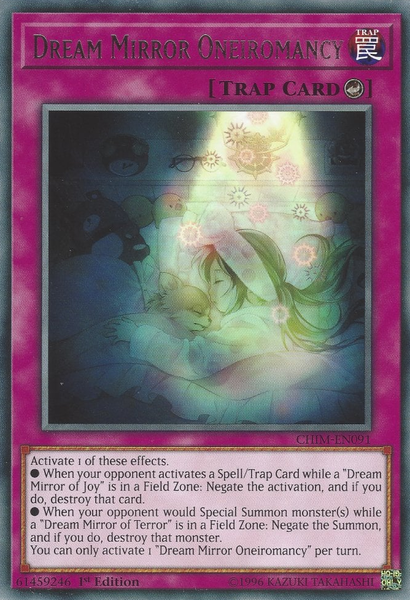 DREAM MIRROR ONEIROMANCY
TRAP
罠
[TRAP CARD]
CHIM-EN091
Activate 1 of these effects.
● When your opponent activates a Spell/Trap Card while a "Dream
Mirror of Joy" is in a Field Zone: Negate the activation, and if you
do, destroy that card.
● When your opponent would Special Summon monster(s) while
a "Dream Mirror of Terror" is in a Field Zone: Negate the Summon,
and if you do, destroy that monster.
You can only activate 1 "Dream Mirror Oneiromancy" per turn.
61459246 1st Edition ©1996 KAZUKI TAKAHASHI